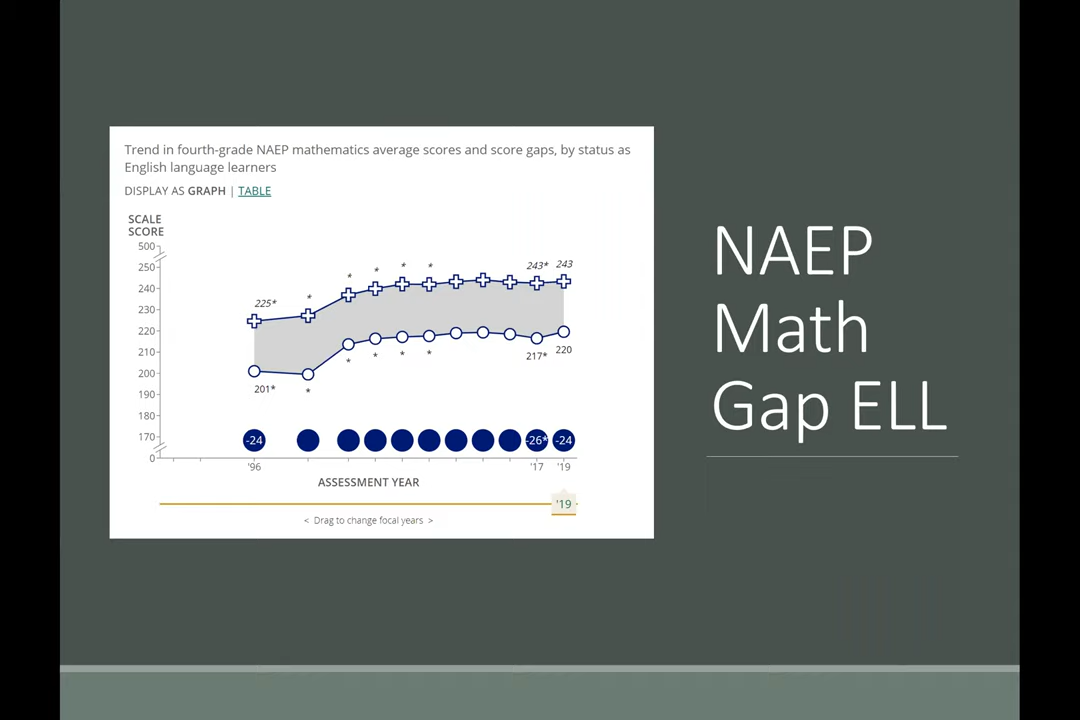 Trend in fourth-grade NAEP mathematics average scores and score gaps, by status as
English language learners
DISPLAY AS GRAPH | TABLE
SCALE
SCORE
500
250
240
230
220
210
200
190
180
170
0
225* * * * * * 243* 243
201* * * * * * 217* 220
-24 -26* -24
'96 '17 '19
ASSESSMENT YEAR
'19
< Drag to change focal years >
NAEP
Math
Gap ELL